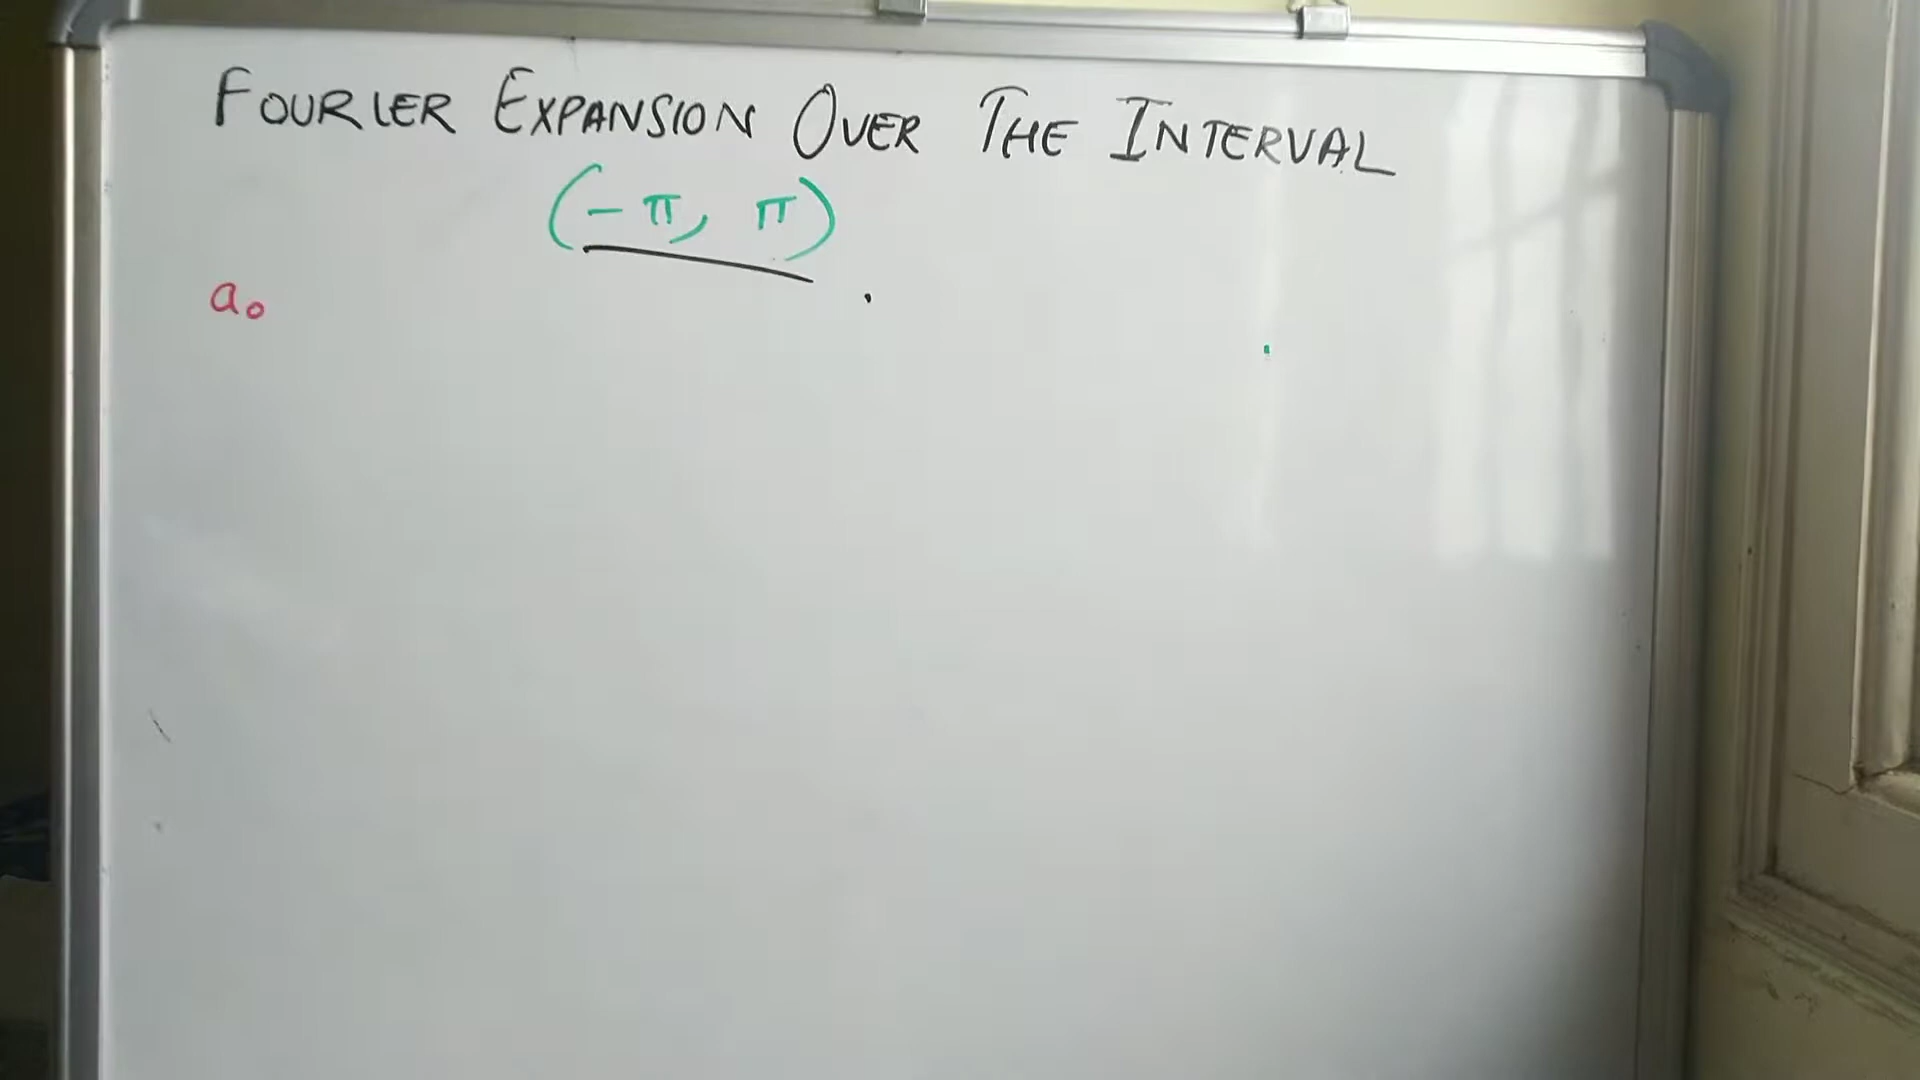 FOURIER EXPANSION OVER THE INTERVAL
(-π, π)
a₀